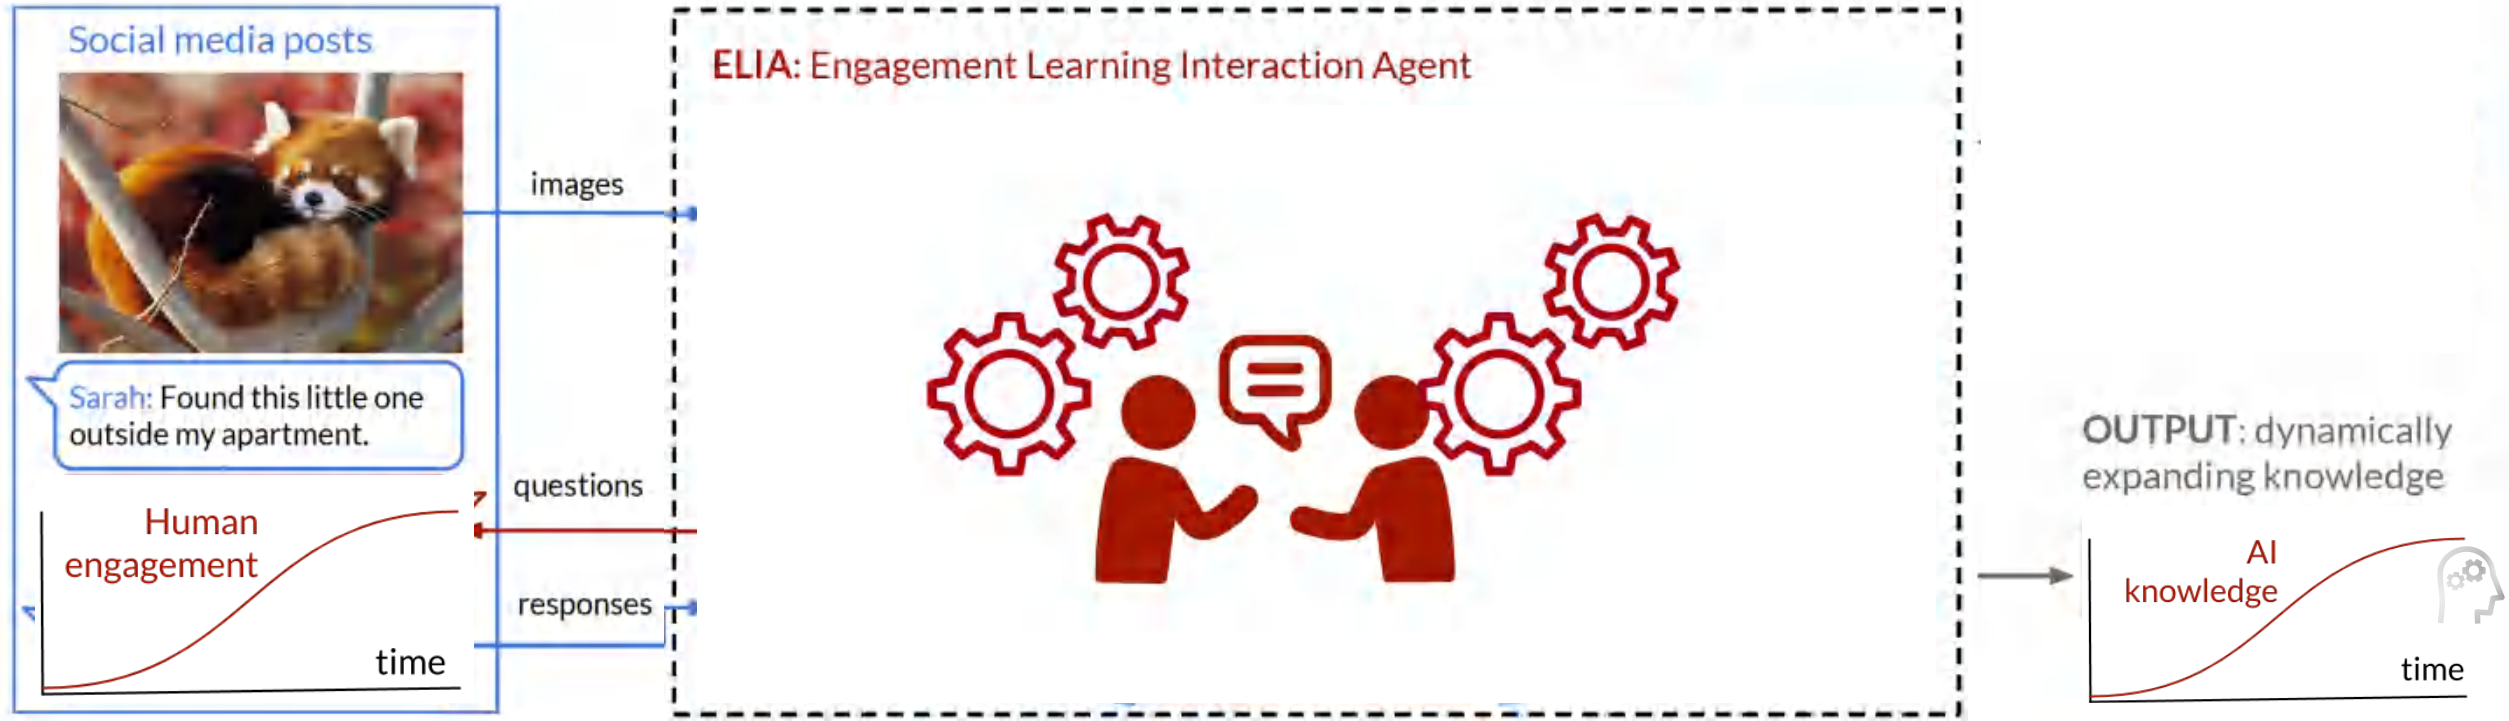 Social media posts
Sarah: Found this little one
outside my apartment.
Human
engagement
time
images
questions
responses
ELIA: Engagement Learning Interaction Agent
OUTPUT: dynamically
expanding knowledge
AI
knowledge
time